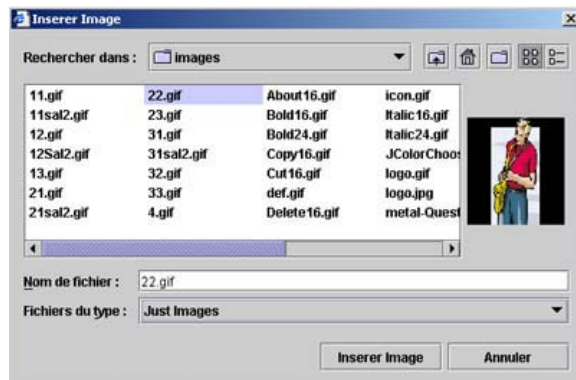 Inserer Image
Rechercher dans : images
11.gif 22.gif About16.gif icon.gif
11sal2.gif 23.gif Bold16.gif Italic16.gif
12.gif 31.gif Bold24.gif Italic24.gif
12Sal2.gif 31sal2.gif Copy16.gif JColorChoos
13.gif 32.gif Cut16.gif logo.gif
21.gif 33.gif def.gif logo.jpg
21sal2.gif 4.gif Delete16.gif metal-Quest
Nom de fichier : 22.gif
Fichiers du type : Just Images
Inserer Image Annuler